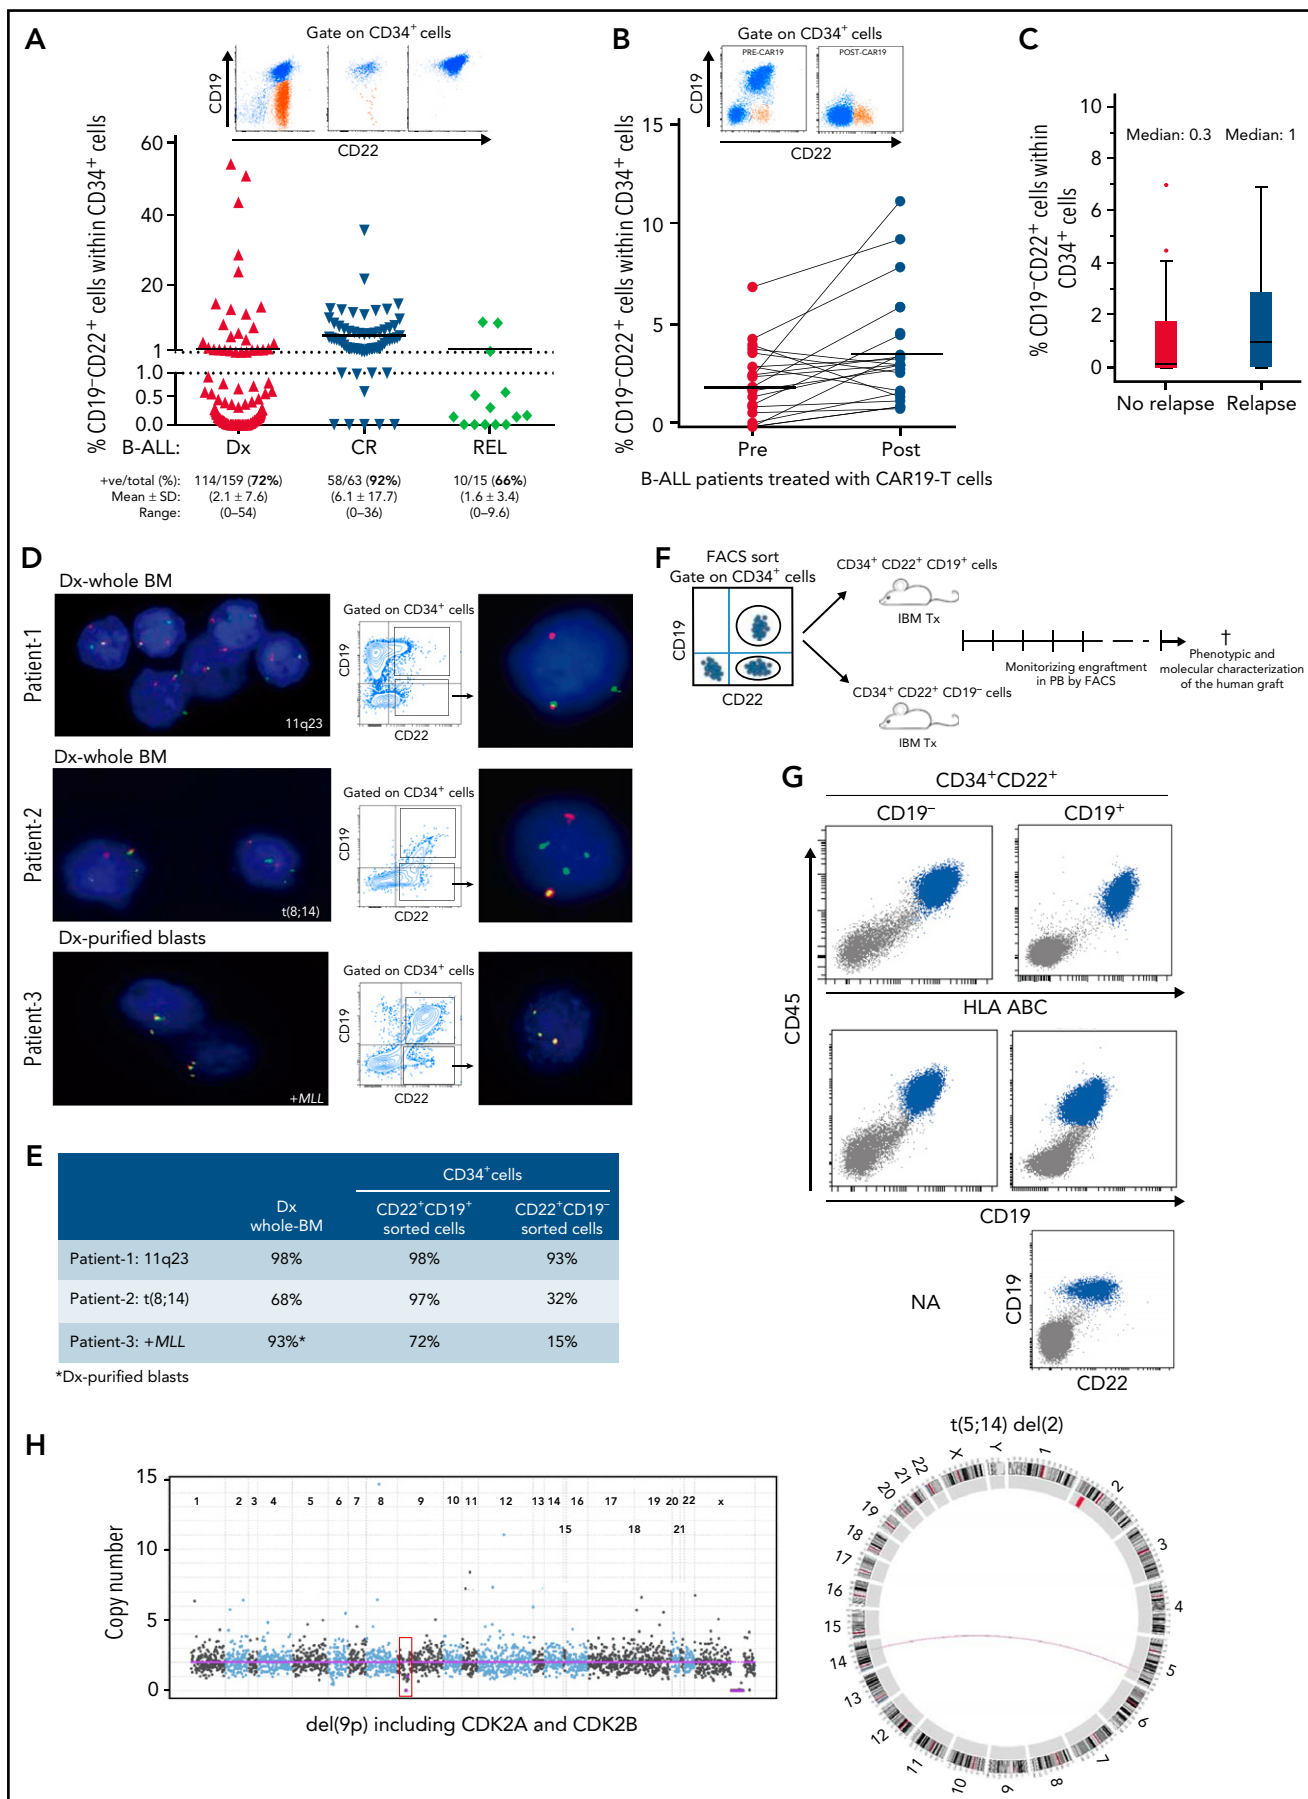 A
Gate on CD34+ cells
CD19
CD22
% CD19−CD22+ cells within CD34+ cells
60
40
20
1
1.0
0.5
0.0
B-ALL: Dx CR REL
+ve/total (%): 114/159 (72%) 58/63 (92%) 10/15 (66%)
Mean ± SD: (2.1 ± 7.6) (6.1 ± 17.7) (1.6 ± 3.4)
Range: (0–54) (0–36) (0–9.6)
B
Gate on CD34+ cells
PRE-CAR19 POST-CAR19
CD19
CD22
% CD19−CD22+ cells within CD34+ cells
15
10
5
0
Pre Post
B-ALL patients treated with CAR19-T cells
C
% CD19−CD22+ cells within
CD34+ cells
10
8
6
4
2
0
Median: 0.3 Median: 1
No relapse Relapse
D
Dx-whole BM
Patient-1
11q23
Gated on CD34+ cells
CD19
CD22
Dx-whole BM
Patient-2
t(8;14)
Gated on CD34+ cells
CD19
CD22
Dx-purified blasts
Patient-3
+MLL
Gated on CD34+ cells
CD19
CD22
E
CD34+cells
Dx
whole-BM
CD22+CD19+
sorted cells
CD22+CD19−
sorted cells
Patient-1: 11q23 98% 98% 93%
Patient-2: t(8;14) 68% 97% 32%
Patient-3: +MLL 93%* 72% 15%
*Dx-purified blasts
F
FACS sort
Gate on CD34+ cells
CD19
CD22
CD34+ CD22+ CD19+ cells
IBM Tx
CD34+ CD22+ CD19− cells
IBM Tx
Monitorizing engraftment
in PB by FACS
†
Phenotypic and
molecular characterization
of the human graft
G
CD34+CD22+
CD19− CD19+
CD45
HLA ABC
CD19
NA
CD19
CD22
H
Copy number
15
10
5
0
1 2 3 4 5 6 7 8 9 10 11 12 13 14 16 17 19 20 22 x
15 18 21
del(9p) including CDK2A and CDK2B
t(5;14) del(2)
1
2
3
4
5
6
7
8
9
10
11
12
13
14
15
16
17
18
19
20
21
22
X
Y